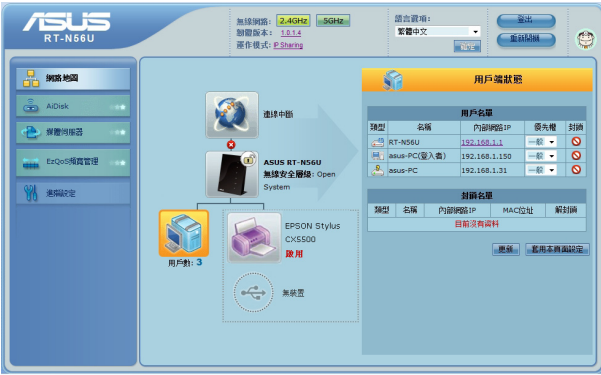 ASUS
RT-N56U
無線網路: 2.4GHz 5GHz
韌體版本: 1.0.1.4
運作模式: IP Sharing
語言選項:
繁體中文
登出
重新開機
網路地圖
AiDisk
媒體伺服器
EzQoS頻寬管理
進階設定
連線中斷
ASUS RT-N56U
無線安全層級: Open
System
用戶數: 3
EPSON Stylus
CX5500
啟用
無裝置
用戶端狀態
用戶名單
類型 名稱 內部網路IP 優先權 封鎖
RT-N56U 192.168.1.1 一般
asus-PC(登入者) 192.168.1.150 一般
asus-PC 192.168.1.31 一般
封鎖名單
類型 名稱 內部網路IP MAC位址 解封鎖
目前沒有資料
更新 套用本頁面設定